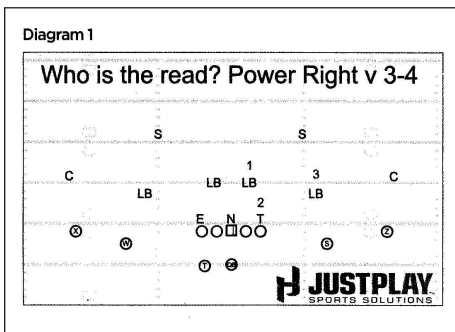 Diagram 1
Who is the read? Power Right v 3-4
S S
1
C LB LB 3 C
LB LB
2
E N T
X W S Z
T QB
JUSTPLAY
SPORTS SOLUTIONS